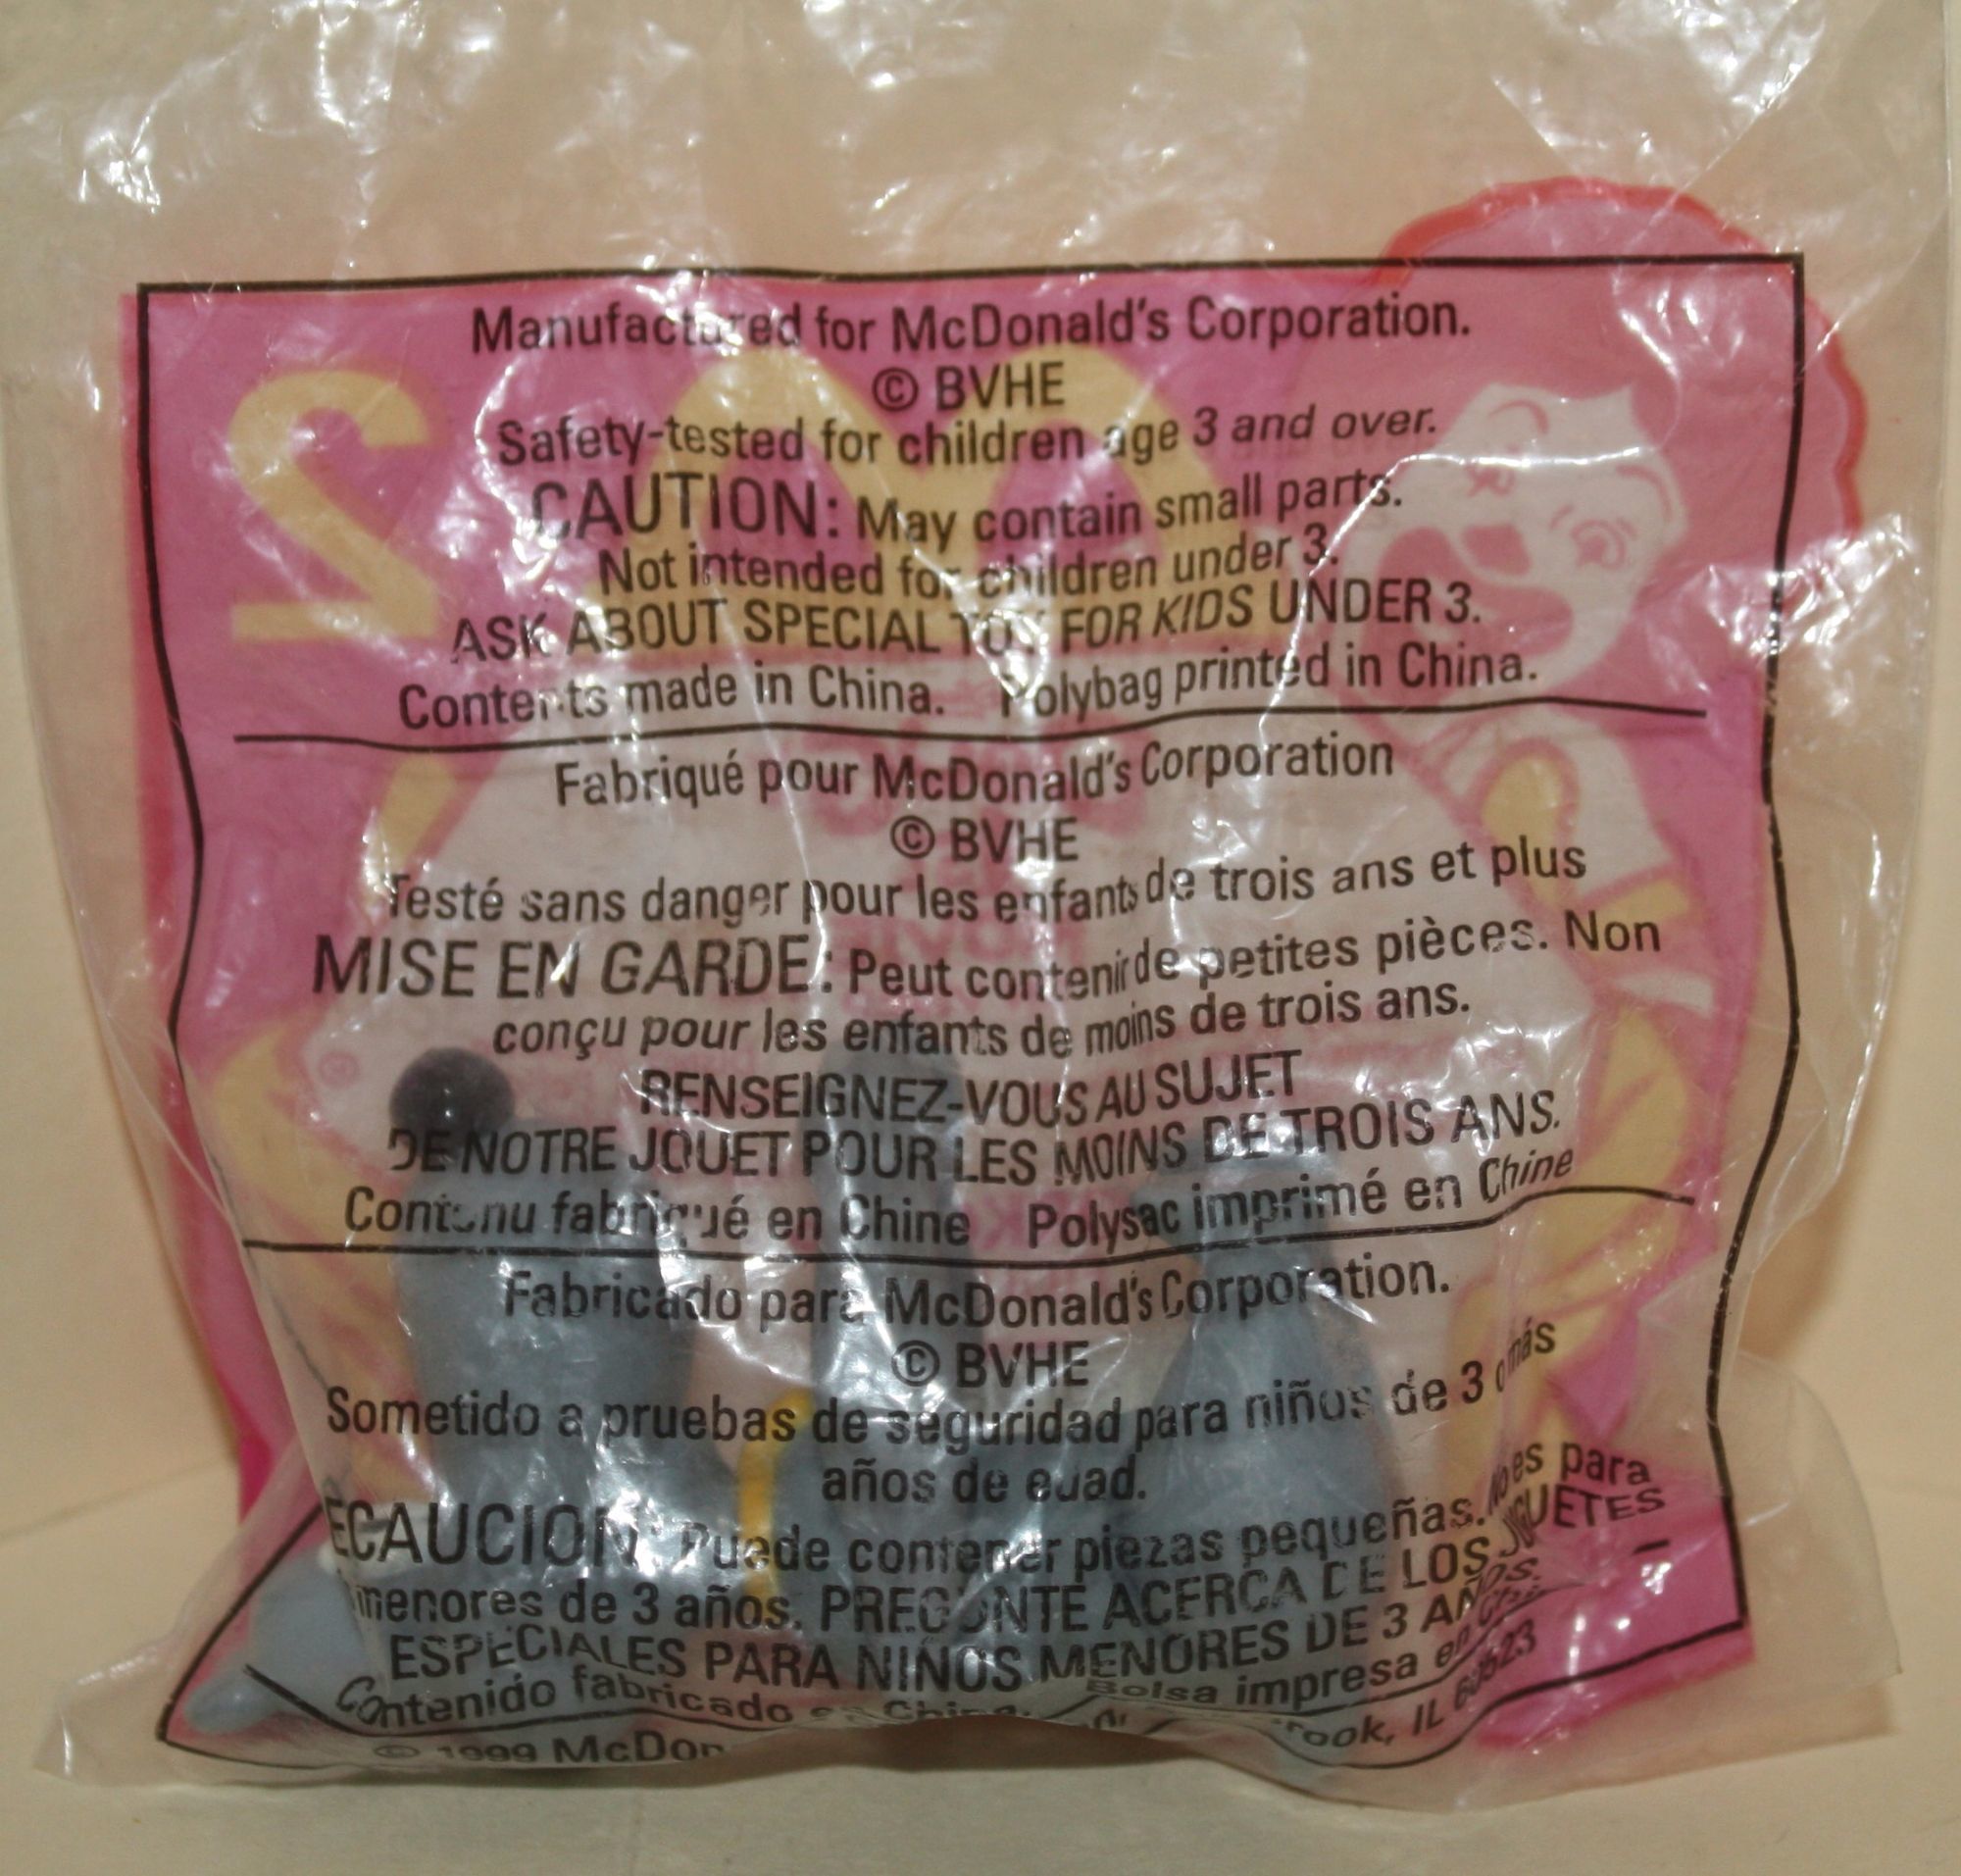 Manufactured for McDonald's Corporation.
© BVHE
Safety-tested for children age 3 and over.
CAUTION: May contain small parts.
Not intended for children under 3.
ASK ABOUT SPECIAL TOY FOR KIDS UNDER 3.
Contents made in China. Polybag printed in China.
Fabriqué pour McDonald's Corporation
© BVHE
Testé sans danger pour les enfants de trois ans et plus
MISE EN GARDE: Peut contenir de petites pièces. Non
conçu pour les enfants de moins de trois ans.
RENSEIGNEZ-VOUS AU SUJET
DE NOTRE JOUET POUR LES MOINS DE TROIS ANS.
Contenu fabriqué en Chine Polysac imprimé en Chine
Fabricado para McDonald's Corporation.
© BVHE
Sometido a pruebas de seguridad para niños de 3 o más
años de edad.
ECAUCION: Puede contener piezas pequeñas. No es para
menores de 3 años. PREGUNTE ACERCA DE LOS JUGUETES
ESPECIALES PARA NIÑOS MENORES DE 3 AÑOS.
Contenido fabricado en China. Bolsa impresa en
© 1999 McDon rook, IL 60523
2